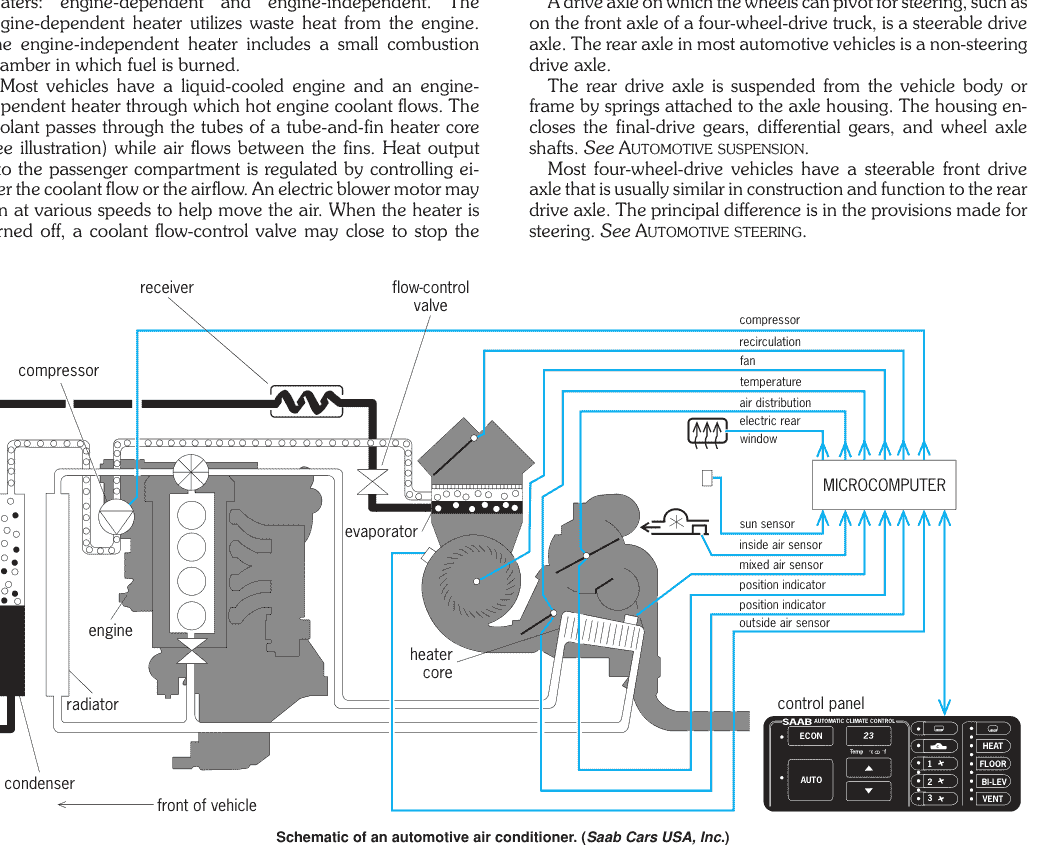 aters: engine-dependent and engine-independent. The
gine-dependent heater utilizes waste heat from the engine.
e engine-independent heater includes a small combustion
amber in which fuel is burned.
Most vehicles have a liquid-cooled engine and an engine-
pendent heater through which hot engine coolant flows. The
olant passes through the tubes of a tube-and-fin heater core
ee illustration) while air flows between the fins. Heat output
to the passenger compartment is regulated by controlling ei-
er the coolant flow or the airflow. An electric blower motor may
n at various speeds to help move the air. When the heater is
rned off, a coolant flow-control valve may close to stop the
A drive axle on which the wheels can pivot for steering, such as
on the front axle of a four-wheel-drive truck, is a steerable drive
axle. The rear axle in most automotive vehicles is a non-steering
drive axle.
The rear drive axle is suspended from the vehicle body or
frame by springs attached to the axle housing. The housing en-
closes the final-drive gears, differential gears, and wheel axle
shafts. See AUTOMOTIVE SUSPENSION.
Most four-wheel-drive vehicles have a steerable front drive
axle that is usually similar in construction and function to the rear
drive axle. The principal difference is in the provisions made for
steering. See AUTOMOTIVE STEERING.
receiver
flow-control
valve
compressor
compressor
recirculation
fan
temperature
air distribution
electric rear
window
MICROCOMPUTER
evaporator
sun sensor
inside air sensor
mixed air sensor
position indicator
position indicator
outside air sensor
engine
heater
core
radiator
control panel
SAAB AUTOMATIC CLIMATE CONTROL
ECON
23
Temp °c °f
HEAT
AUTO
1
FLOOR
2
BI-LEV
3
VENT
condenser
front of vehicle
Schematic of an automotive air conditioner. (Saab Cars USA, Inc.)